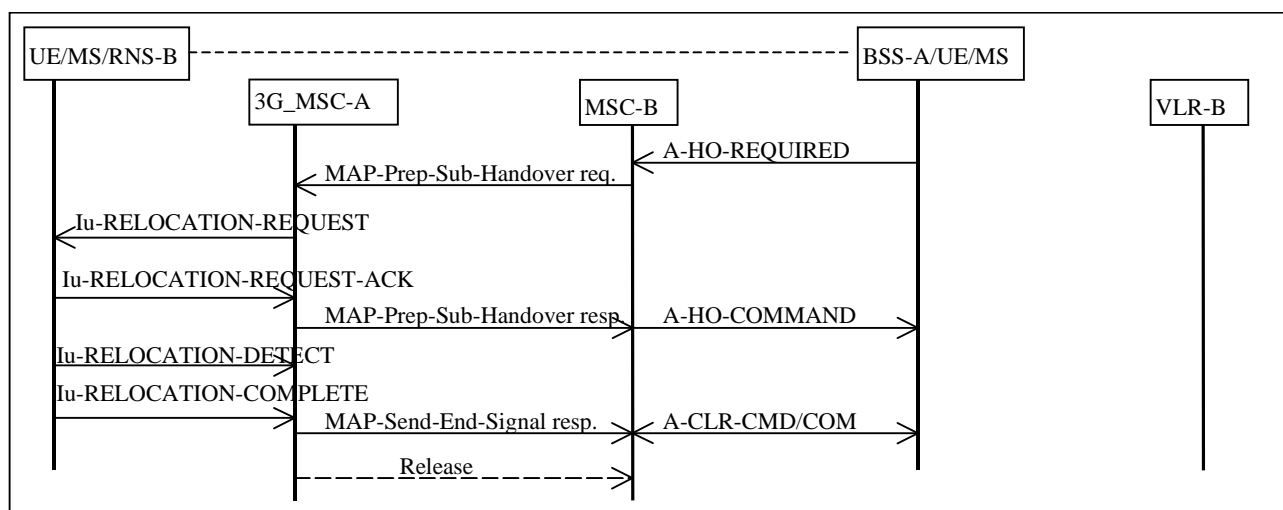 UE/MS/RNS-B
BSS-A/UE/MS
3G_MSC-A
MSC-B
VLR-B
A-HO-REQUIRED
MAP-Prep-Sub-Handover req.
Iu-RELOCATION-REQUEST
Iu-RELOCATION-REQUEST-ACK
MAP-Prep-Sub-Handover resp.
A-HO-COMMAND
Iu-RELOCATION-DETECT
Iu-RELOCATION-COMPLETE
MAP-Send-End-Signal resp.
A-CLR-CMD/COM
Release